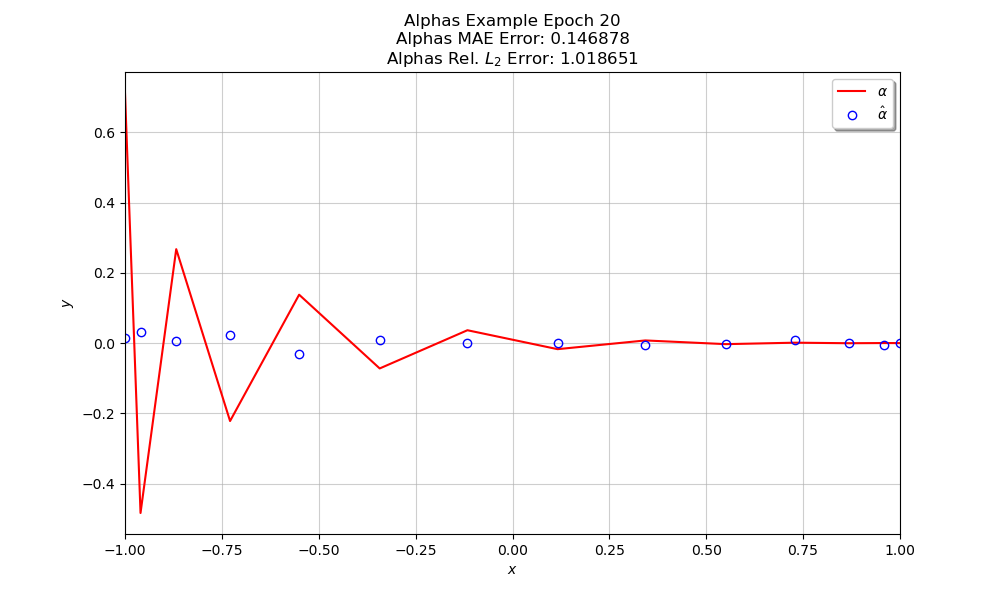 Alphas Example Epoch 20
Alphas MAE Error: 0.146878
Alphas Rel. $L_2$ Error: 1.018651
α
α̂
y
0.6
0.4
0.2
0.0
−0.2
−0.4
−1.00 −0.75 −0.50 −0.25 0.00 0.25 0.50 0.75 1.00
x